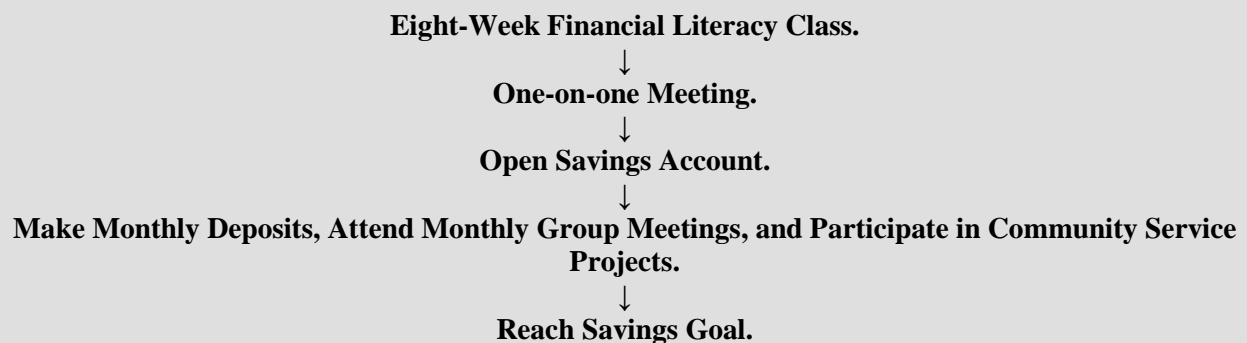 Eight-Week Financial Literacy Class.
↓
One-on-one Meeting.
↓
Open Savings Account.
↓
Make Monthly Deposits, Attend Monthly Group Meetings, and Participate in Community Service
Projects.
↓
Reach Savings Goal.